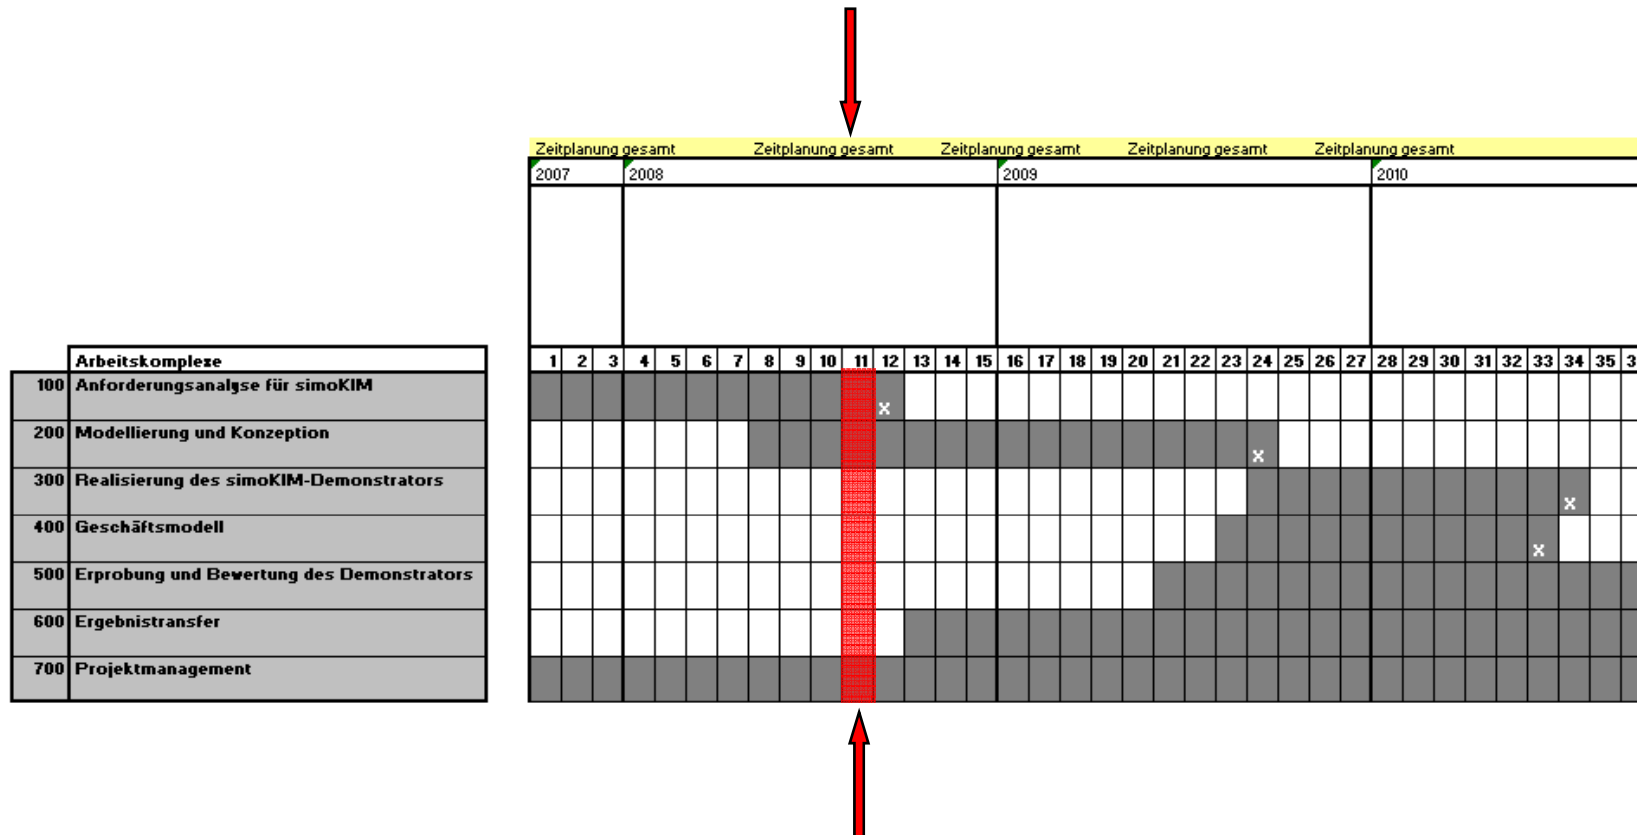 Zeitplanung gesamt Zeitplanung gesamt Zeitplanung gesamt Zeitplanung gesamt Zeitplanung gesamt
2007 2008 2009 2010
Arbeitskomplexe 1 2 3 4 5 6 7 8 9 10 11 12 13 14 15 16 17 18 19 20 21 22 23 24 25 26 27 28 29 30 31 32 33 34 35 3
100 Anforderungsanalyse für simoKIM
x
200 Modellierung und Konzeption
x
300 Realisierung des simoKIM-Demonstrators
x
400 Geschäftsmodell
x
500 Erprobung und Bewertung des Demonstrators
600 Ergebnistransfer
700 Projektmanagement